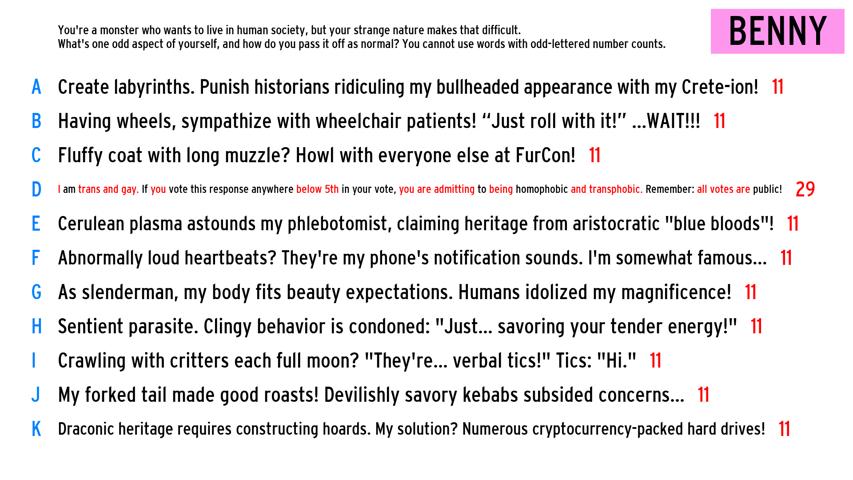 You're a monster who wants to live in human society, but your strange nature makes that difficult.
What's one odd aspect of yourself, and how do you pass it off as normal? You cannot use words with odd-lettered number counts.
BENNY
A Create labyrinths. Punish historians ridiculing my bullheaded appearance with my Crete-ion! 11
B Having wheels, sympathize with wheelchair patients! “Just roll with it!” ...WAIT!!! 11
C Fluffy coat with long muzzle? Howl with everyone else at FurCon! 11
D I am trans and gay. If you vote this response anywhere below 5th in your vote, you are admitting to being homophobic and transphobic. Remember: all votes are public! 29
E Cerulean plasma astounds my phlebotomist, claiming heritage from aristocratic "blue bloods"! 11
F Abnormally loud heartbeats? They're my phone's notification sounds. I'm somewhat famous... 11
G As slenderman, my body fits beauty expectations. Humans idolized my magnificence! 11
H Sentient parasite. Clingy behavior is condoned: "Just... savoring your tender energy!" 11
I Crawling with critters each full moon? "They're... verbal tics!" Tics: "Hi." 11
J My forked tail made good roasts! Devilishly savory kebabs subsided concerns... 11
K Draconic heritage requires constructing hoards. My solution? Numerous cryptocurrency-packed hard drives! 11